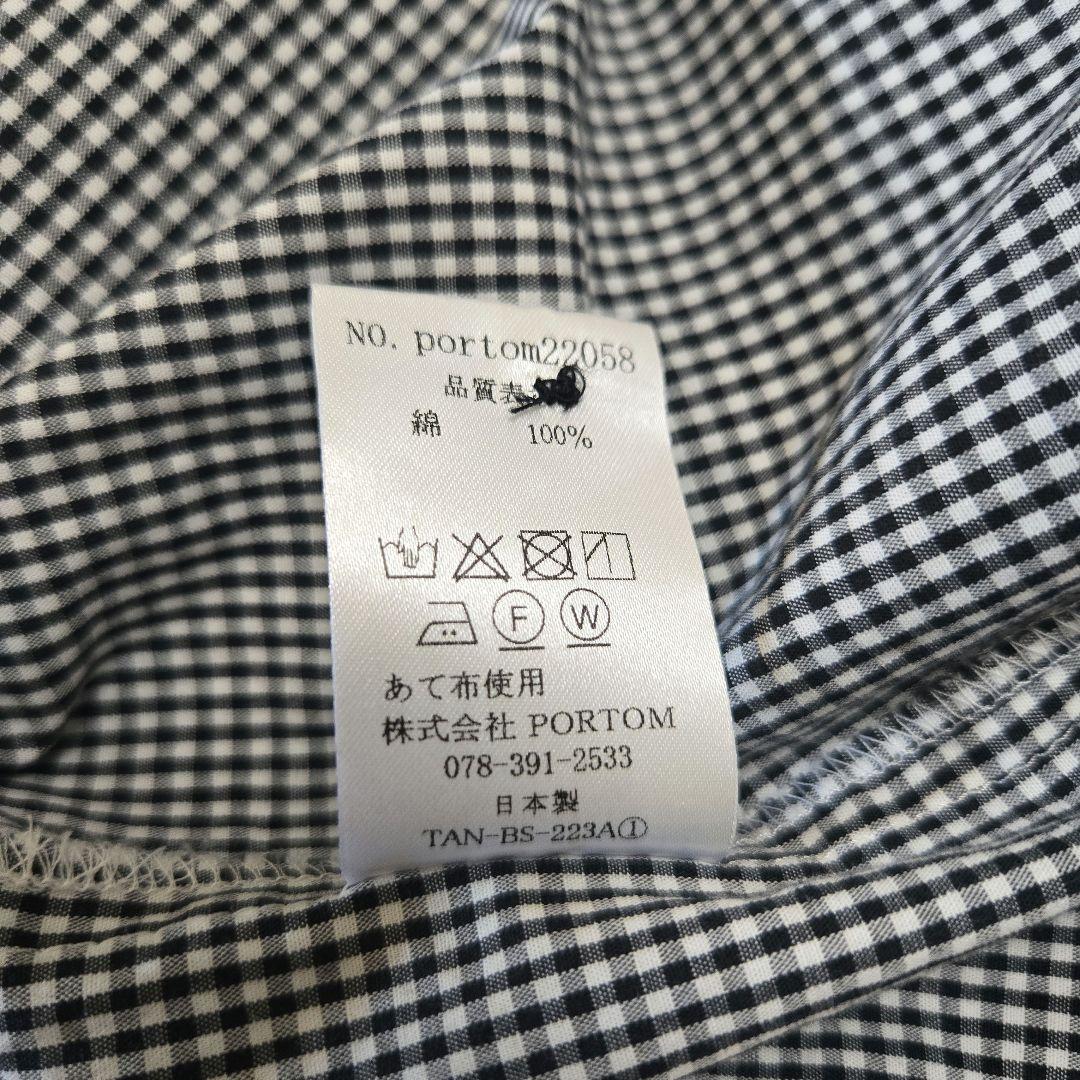 NO. portom22058
品質表
綿 100%
F W
あて布使用
株式会社 PORTOM
078-391-2533
日本製
TAN-BS-223A①